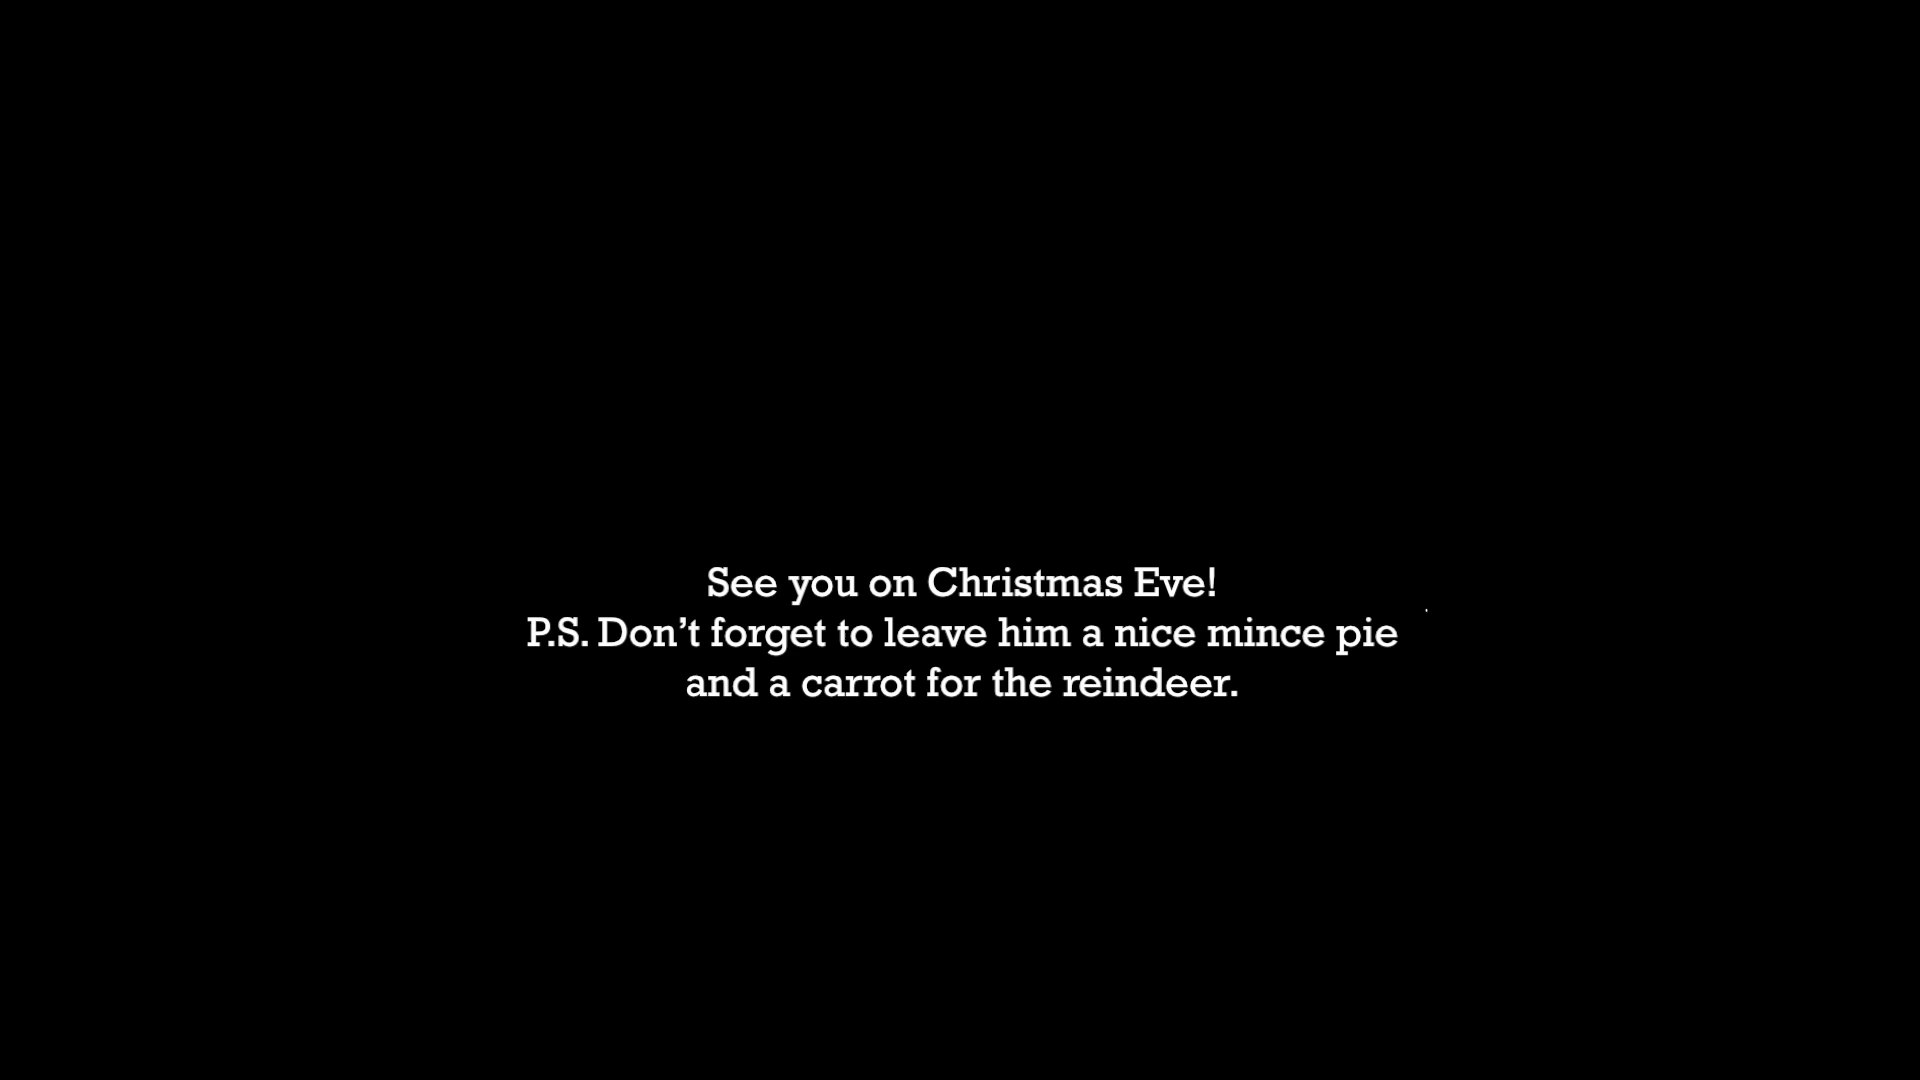 See you on Christmas Eve!
P.S. Don’t forget to leave him a nice mince pie
and a carrot for the reindeer.